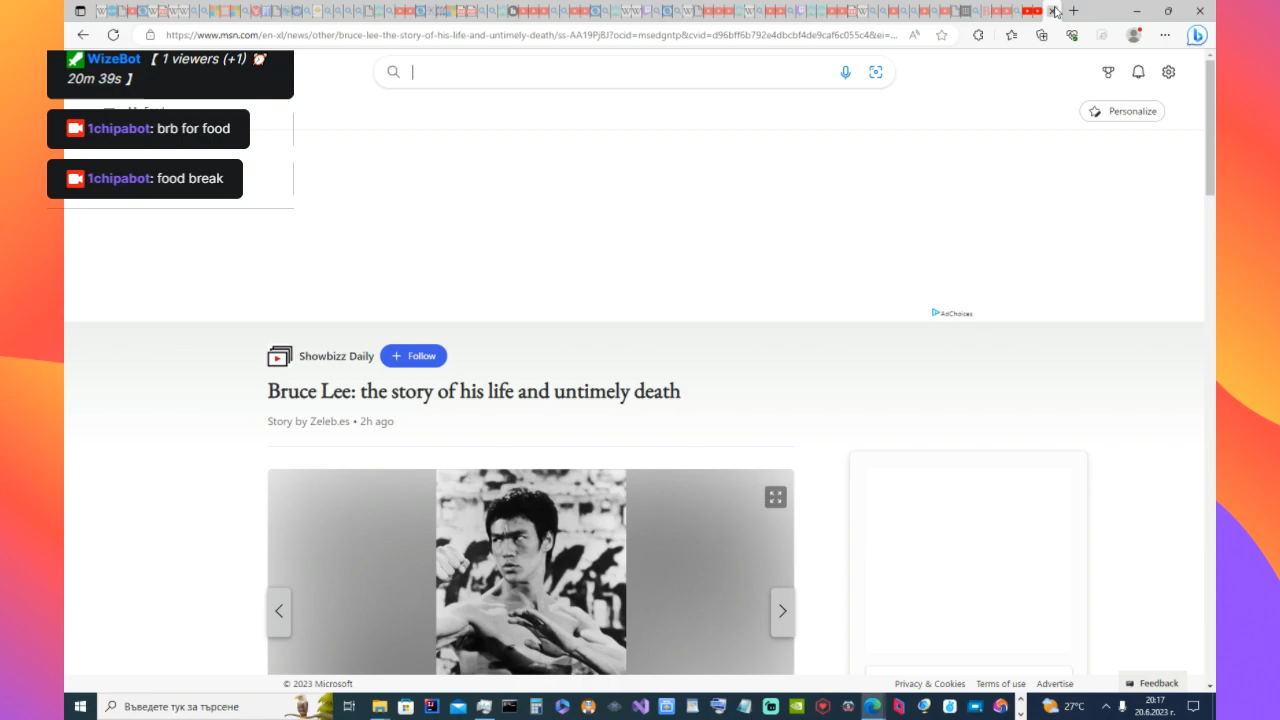 https://www.msn.com/en-xl/news/other/bruce-lee-the-story-of-his-life-and-untimely-death/ss-AA19PjBJ?ocid=msedgntp&cvid=d96bff6b792e4dbcbf4de9caf6c055c4&ei=...
WizeBot 【 1 viewers (+1) ⏰
20m 39s 】
1chipabot: brb for food
Personalize
1chipabot: food break
AdChoices
Showbizz Daily + Follow
Bruce Lee: the story of his life and untimely death
Story by Zeleb.es • 2h ago
© 2023 Microsoft
Privacy & Cookies Terms of use Advertise
Feedback
Въведете тук за търсене
27°C
20:17
20.6.2023 г.